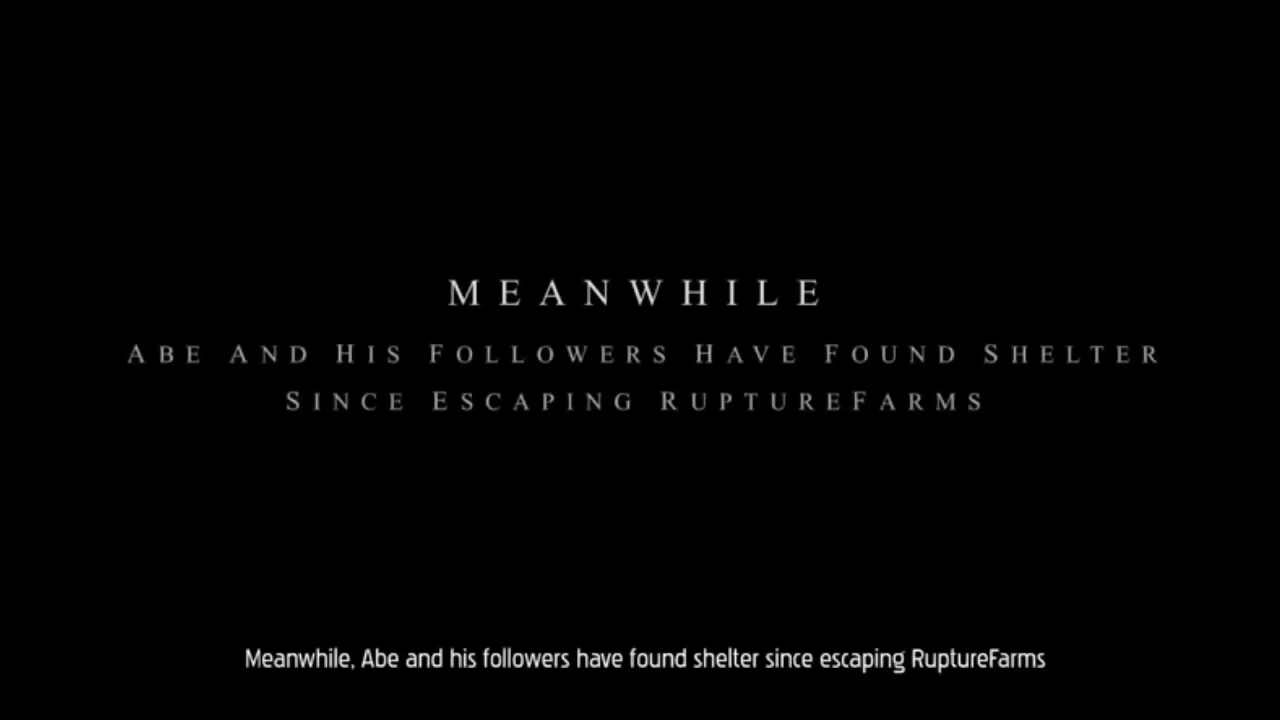 MEANWHILE
ABE AND HIS FOLLOWERS HAVE FOUND SHELTER
SINCE ESCAPING RUPTUREFARMS
Meanwhile, Abe and his followers have found shelter since escaping RuptureFarms